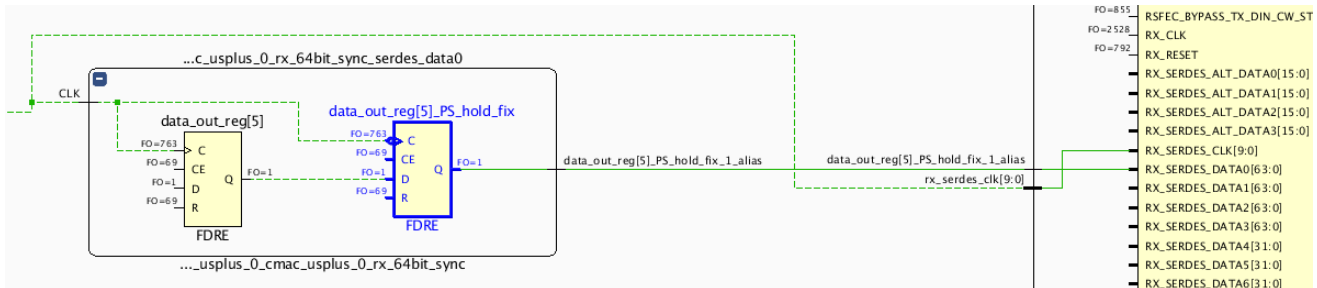 FO=855
RSFEC_BYPASS_TX_DIN_CW_ST
FO=2528
RX_CLK
FO=792
RX_RESET
RX_SERDES_ALT_DATA0[15:0]
RX_SERDES_ALT_DATA1[15:0]
RX_SERDES_ALT_DATA2[15:0]
RX_SERDES_ALT_DATA3[15:0]
RX_SERDES_CLK[9:0]
RX_SERDES_DATA0[63:0]
RX_SERDES_DATA1[63:0]
RX_SERDES_DATA2[63:0]
RX_SERDES_DATA3[63:0]
RX_SERDES_DATA4[31:0]
RX_SERDES_DATA5[31:0]
RX_SERDES_DATA6[31:0]
...c_usplus_0_rx_64bit_sync_serdes_data0
CLK
data_out_reg[5]
FO=763
C
FO=69
CE
FO=1
D
FO=69
R
Q
FO=1
FDRE
data_out_reg[5]_PS_hold_fix
FO=763
C
FO=69
CE
FO=1
D
FO=69
R
Q
FO=1
FDRE
..._usplus_0_cmac_usplus_0_rx_64bit_sync
data_out_reg[5]_PS_hold_fix_1_alias
data_out_reg[5]_PS_hold_fix_1_alias
rx_serdes_clk[9:0]